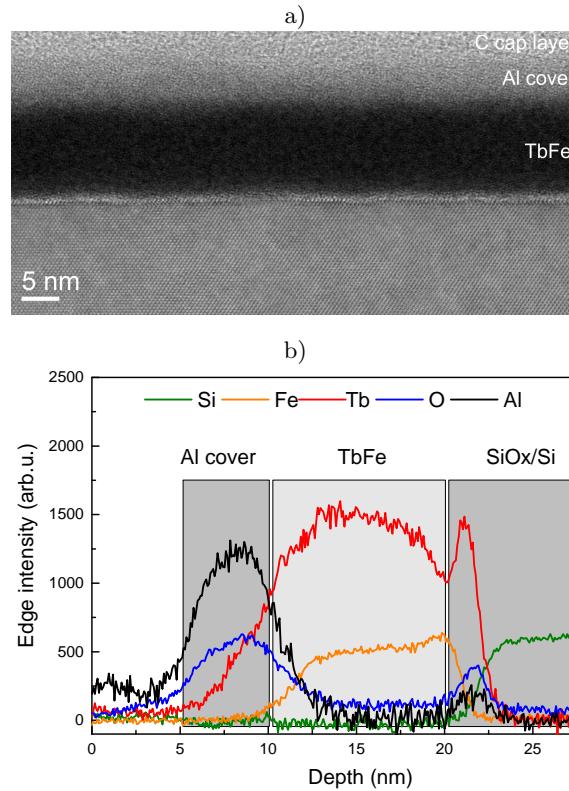 a)
C cap laye
Al cover
TbFe
5 nm
b)
2500
Si Fe Tb O Al
2000
Al cover TbFe SiOx/Si
1500
1000
500
0
Edge intensity (arb.u.)
0 5 10 15 20 25
Depth (nm)